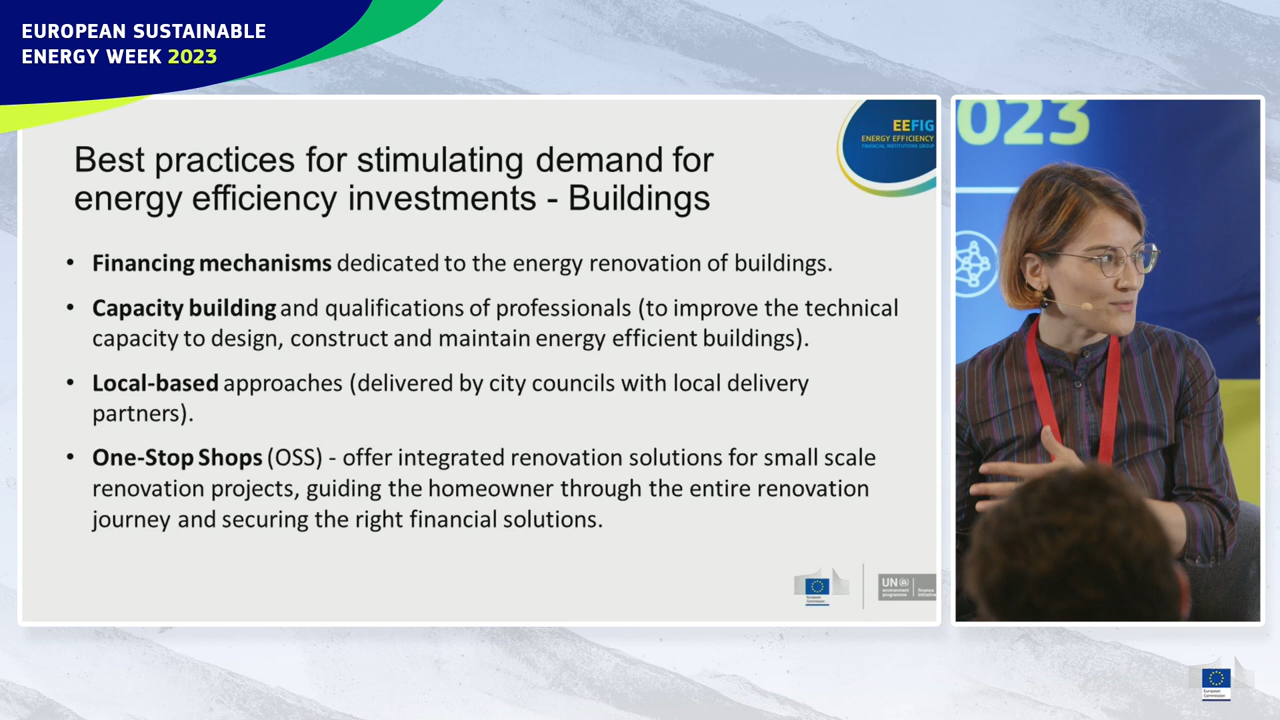 EUROPEAN SUSTAINABLE
ENERGY WEEK 2023
EEFIG
ENERGY EFFICIENCY
FINANCIAL INSTITUTIONS GROUP
Best practices for stimulating demand for
energy efficiency investments - Buildings
• Financing mechanisms dedicated to the energy renovation of buildings.
• Capacity building and qualifications of professionals (to improve the technical
capacity to design, construct and maintain energy efficient buildings).
• Local-based approaches (delivered by city councils with local delivery
partners).
• One-Stop Shops (OSS) - offer integrated renovation solutions for small scale
renovation projects, guiding the homeowner through the entire renovation
journey and securing the right financial solutions.
European
Commission
UN
environment
programme
finance
initiative
023
European
Commission